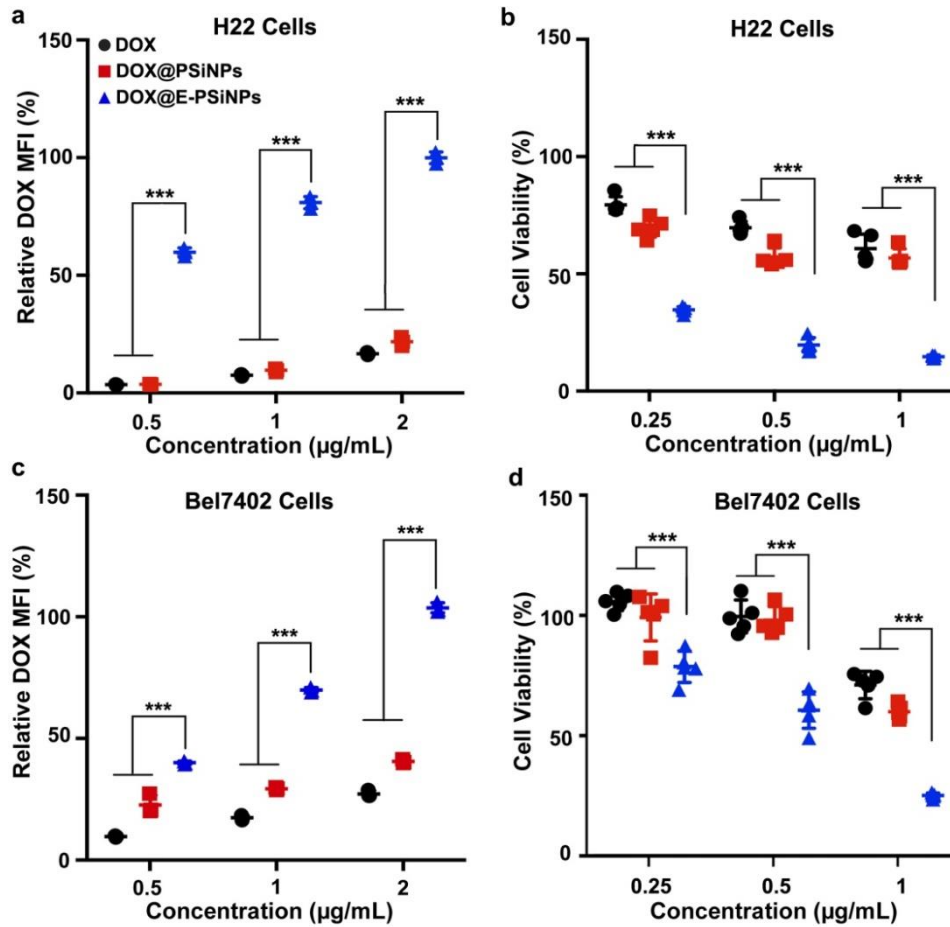 a
H22 Cells
150
100
50
0
Relative DOX MFI (%)
DOX
DOX@PSiNPs
DOX@E-PSiNPs
***
***
***
0.5
1
2
Concentration (µg/mL)
b
H22 Cells
150
100
50
0
Cell Viability (%)
***
***
***
0.25
0.5
1
Concentration (µg/mL)
c
Bel7402 Cells
150
100
50
0
Relative DOX MFI (%)
***
***
***
0.5
1
2
Concentration (µg/mL)
d
Bel7402 Cells
150
100
50
0
Cell Viability (%)
***
***
***
0.25
0.5
1
Concentration (µg/mL)